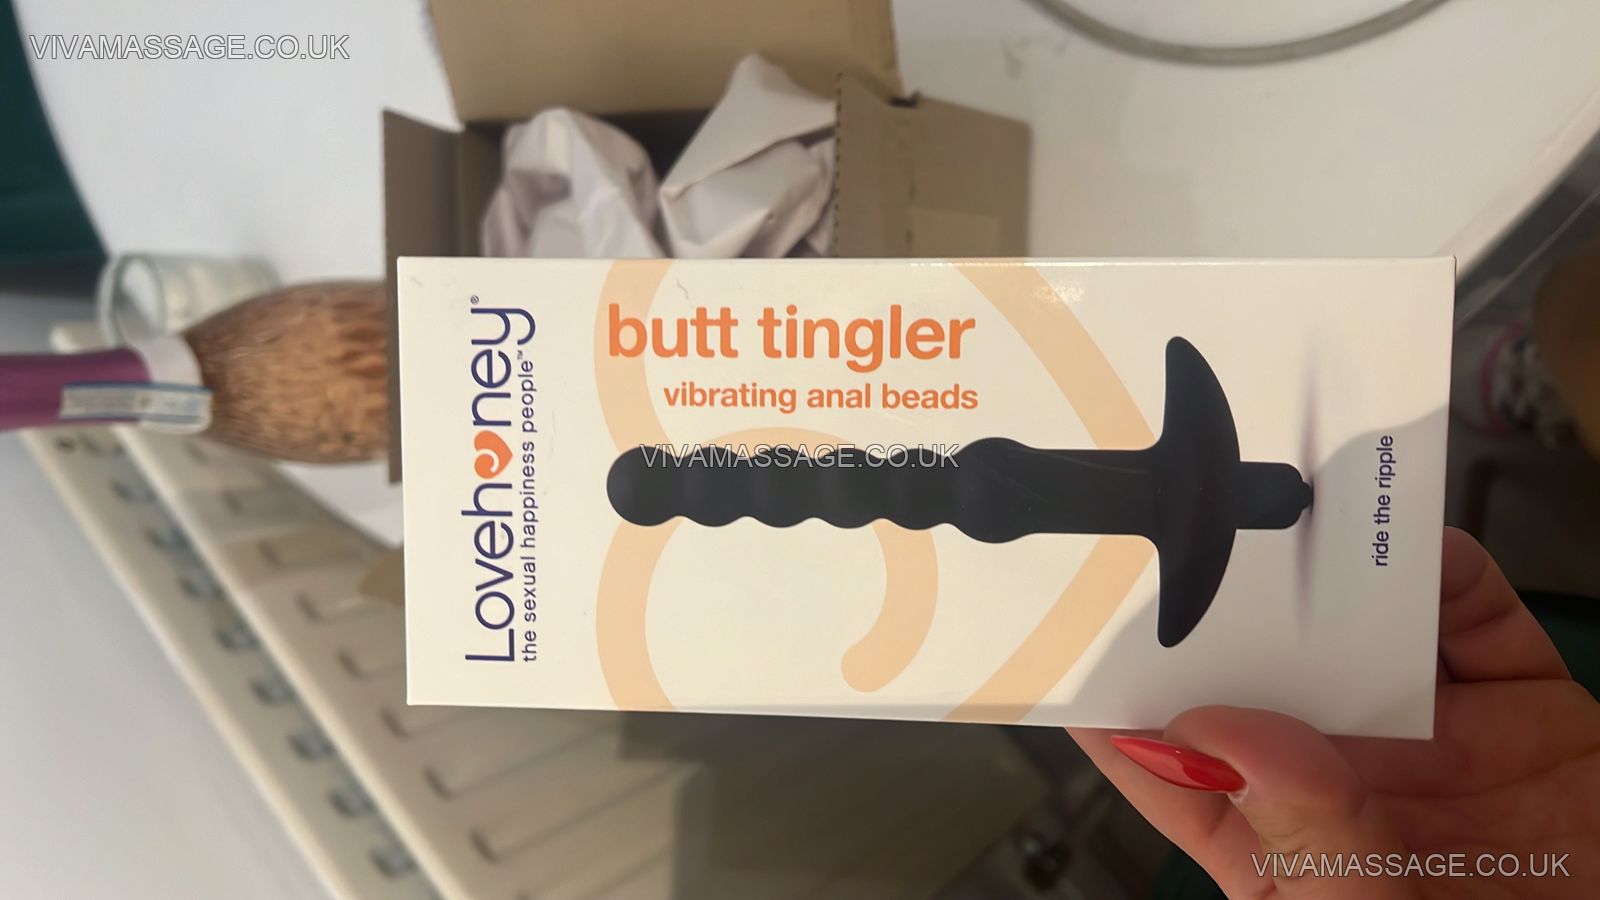 VIVAMASSAGE.CO.UK
Lovehoney®
the sexual happiness people™
butt tingler
vibrating anal beads
VIVAMASSAGE.CO.UK
ride the ripple
VIVAMASSAGE.CO.UK